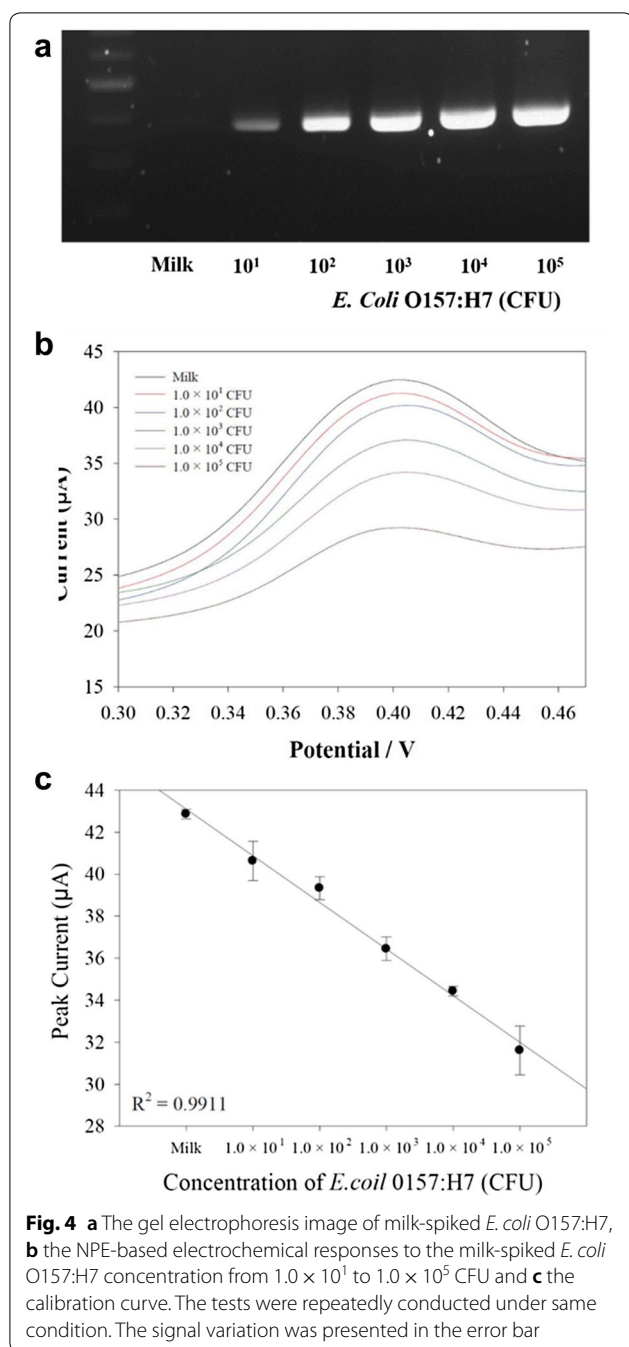 a
Milk 10¹ 10² 10³ 10⁴ 10⁵
E. Coli O157:H7 (CFU)
b
45
40
35
30
25
20
15
Current (µA)
Milk
1.0 × 10¹ CFU
1.0 × 10² CFU
1.0 × 10³ CFU
1.0 × 10⁴ CFU
1.0 × 10⁵ CFU
0.30 0.32 0.34 0.36 0.38 0.40 0.42 0.44 0.46
Potential / V
c
44
42
40
38
36
34
32
30
28
Peak Current (µA)
R² = 0.9911
Milk 1.0 × 10¹ 1.0 × 10² 1.0 × 10³ 1.0 × 10⁴ 1.0 × 10⁵
Concentration of E.coil 0157:H7 (CFU)
Fig. 4 a The gel electrophoresis image of milk-spiked E. coli O157:H7,
b the NPE-based electrochemical responses to the milk-spiked E. coli
O157:H7 concentration from 1.0 × 10¹ to 1.0 × 10⁵ CFU and c the
calibration curve. The tests were repeatedly conducted under same
condition. The signal variation was presented in the error bar